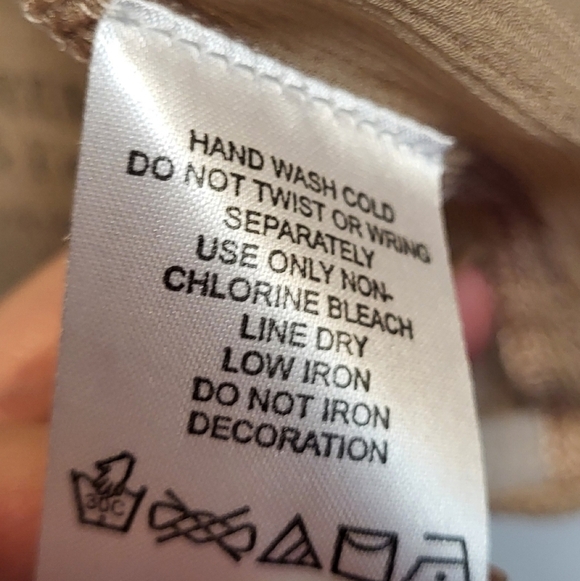 HAND WASH COLD
DO NOT TWIST OR WRING
SEPARATELY
USE ONLY NON-
CHLORINE BLEACH
LINE DRY
LOW IRON
DO NOT IRON
DECORATION
30C